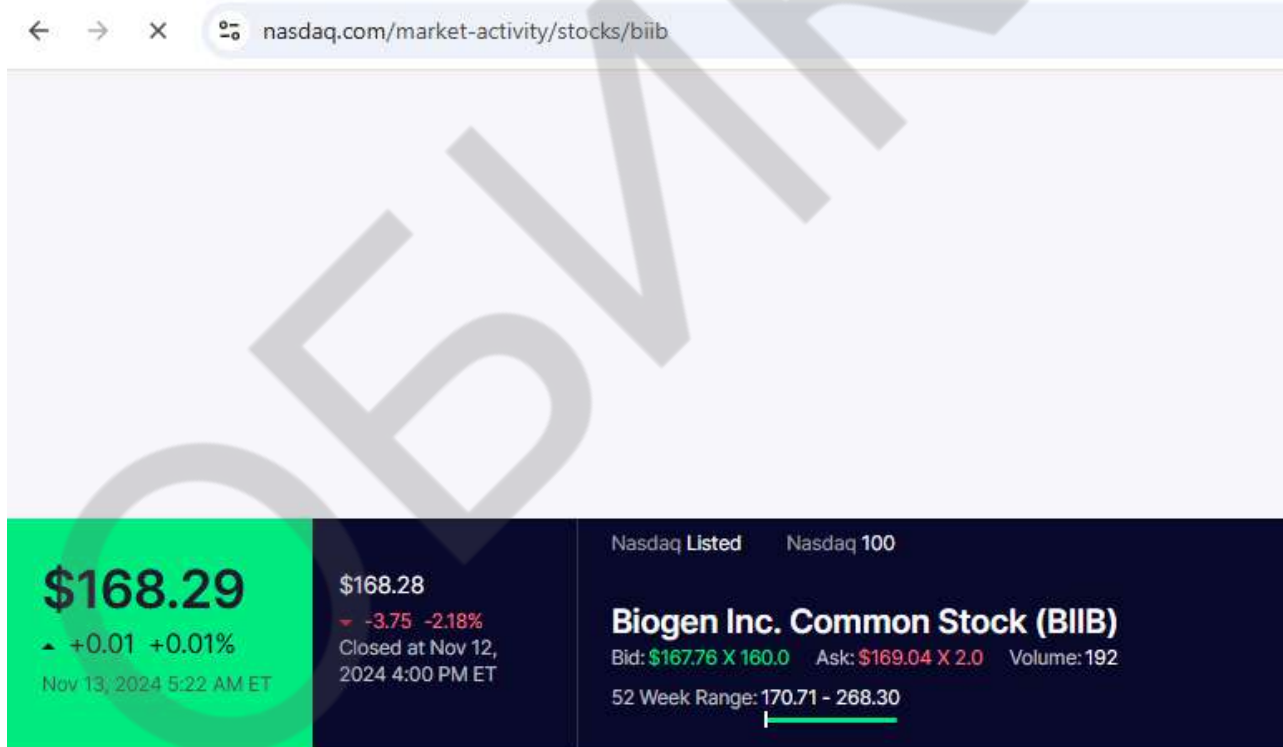 nasdaq.com/market-activity/stocks/biib
ОБИК
$168.29
+0.01 +0.01%
Nov 13, 2024 5:22 AM ET
$168.28
-3.75 -2.18%
Closed at Nov 12,
2024 4:00 PM ET
Nasdaq Listed Nasdaq 100
Biogen Inc. Common Stock (BIIB)
Bid: $167.76 X 160.0 Ask: $169.04 X 2.0 Volume: 192
52 Week Range: 170.71 - 268.30